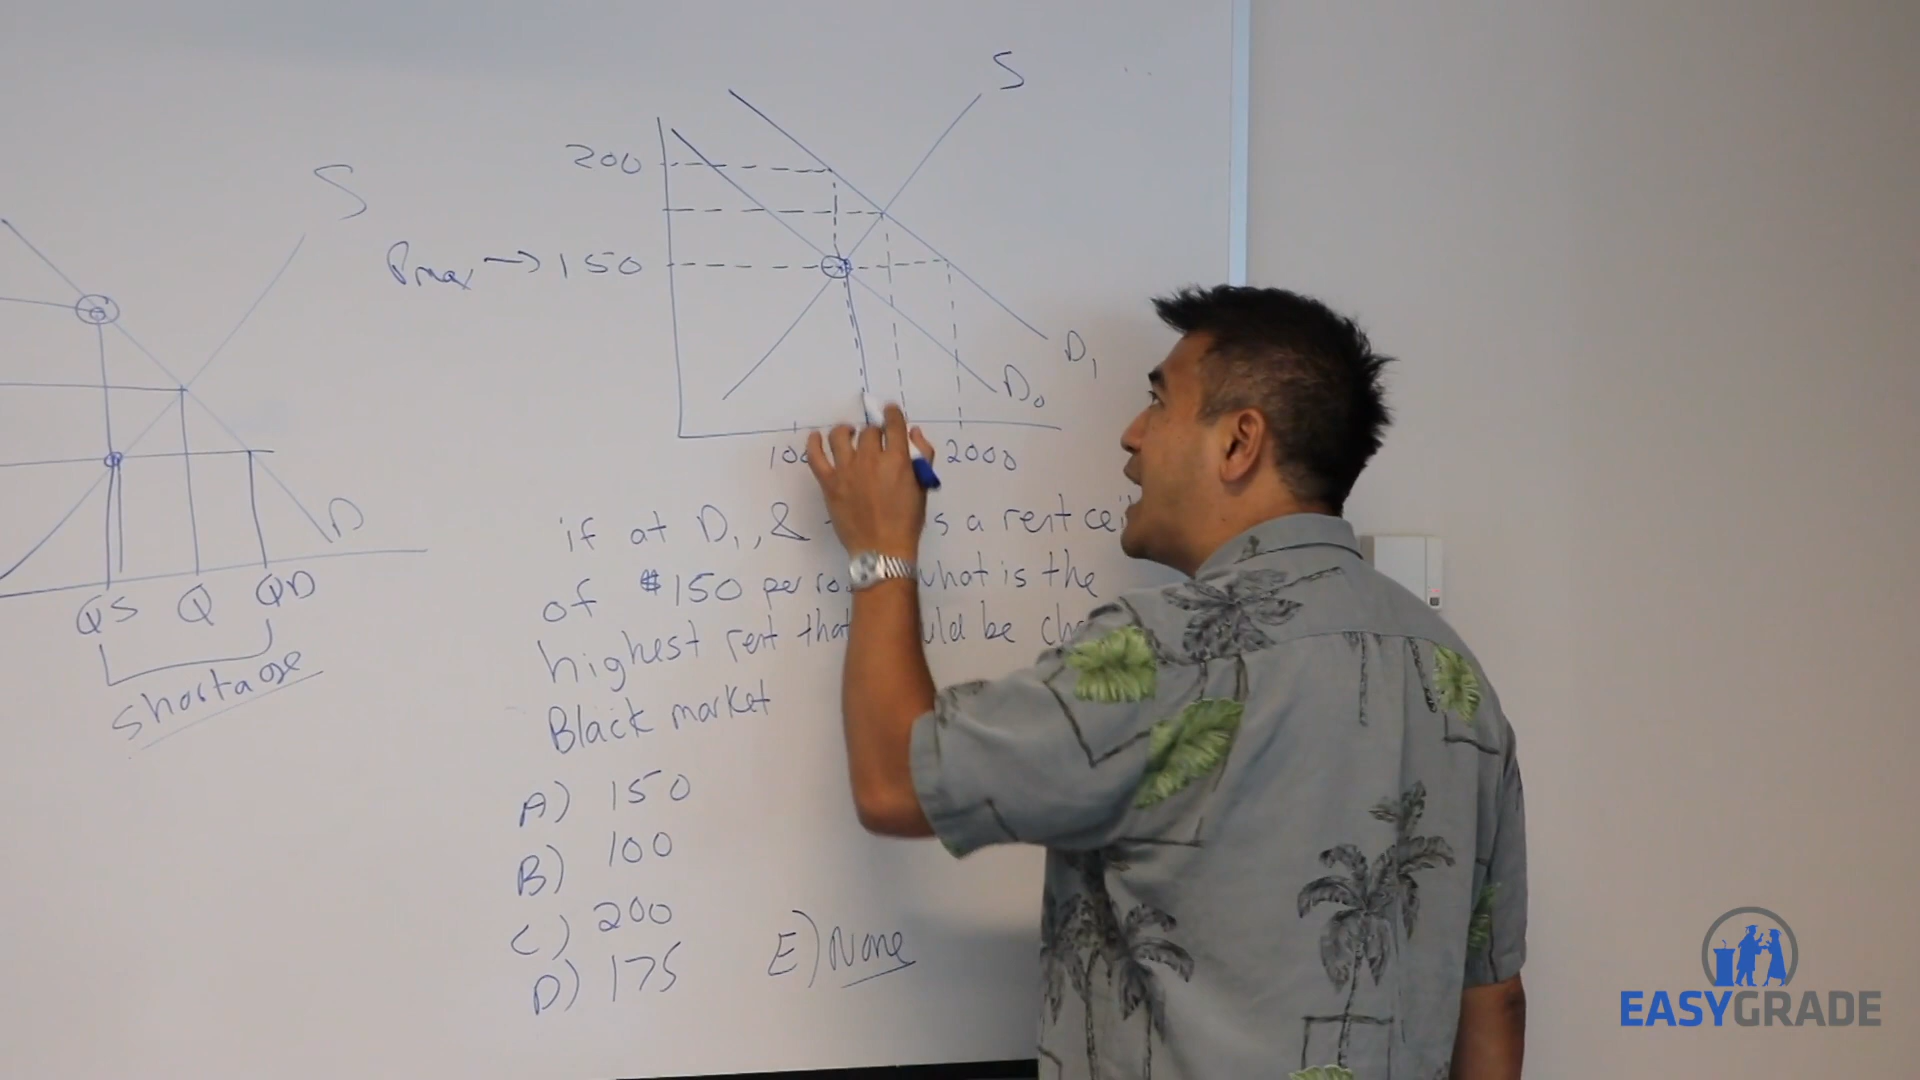 S
D
QS Q QD
shortage
S
200
Pmax → 150
D₁
D₀
2000
if at D₁, & a rent
of $150 per what is the
highest rent that be
Black market
A) 150
B) 100
C) 200
D) 175
E) None
EASYGRADE